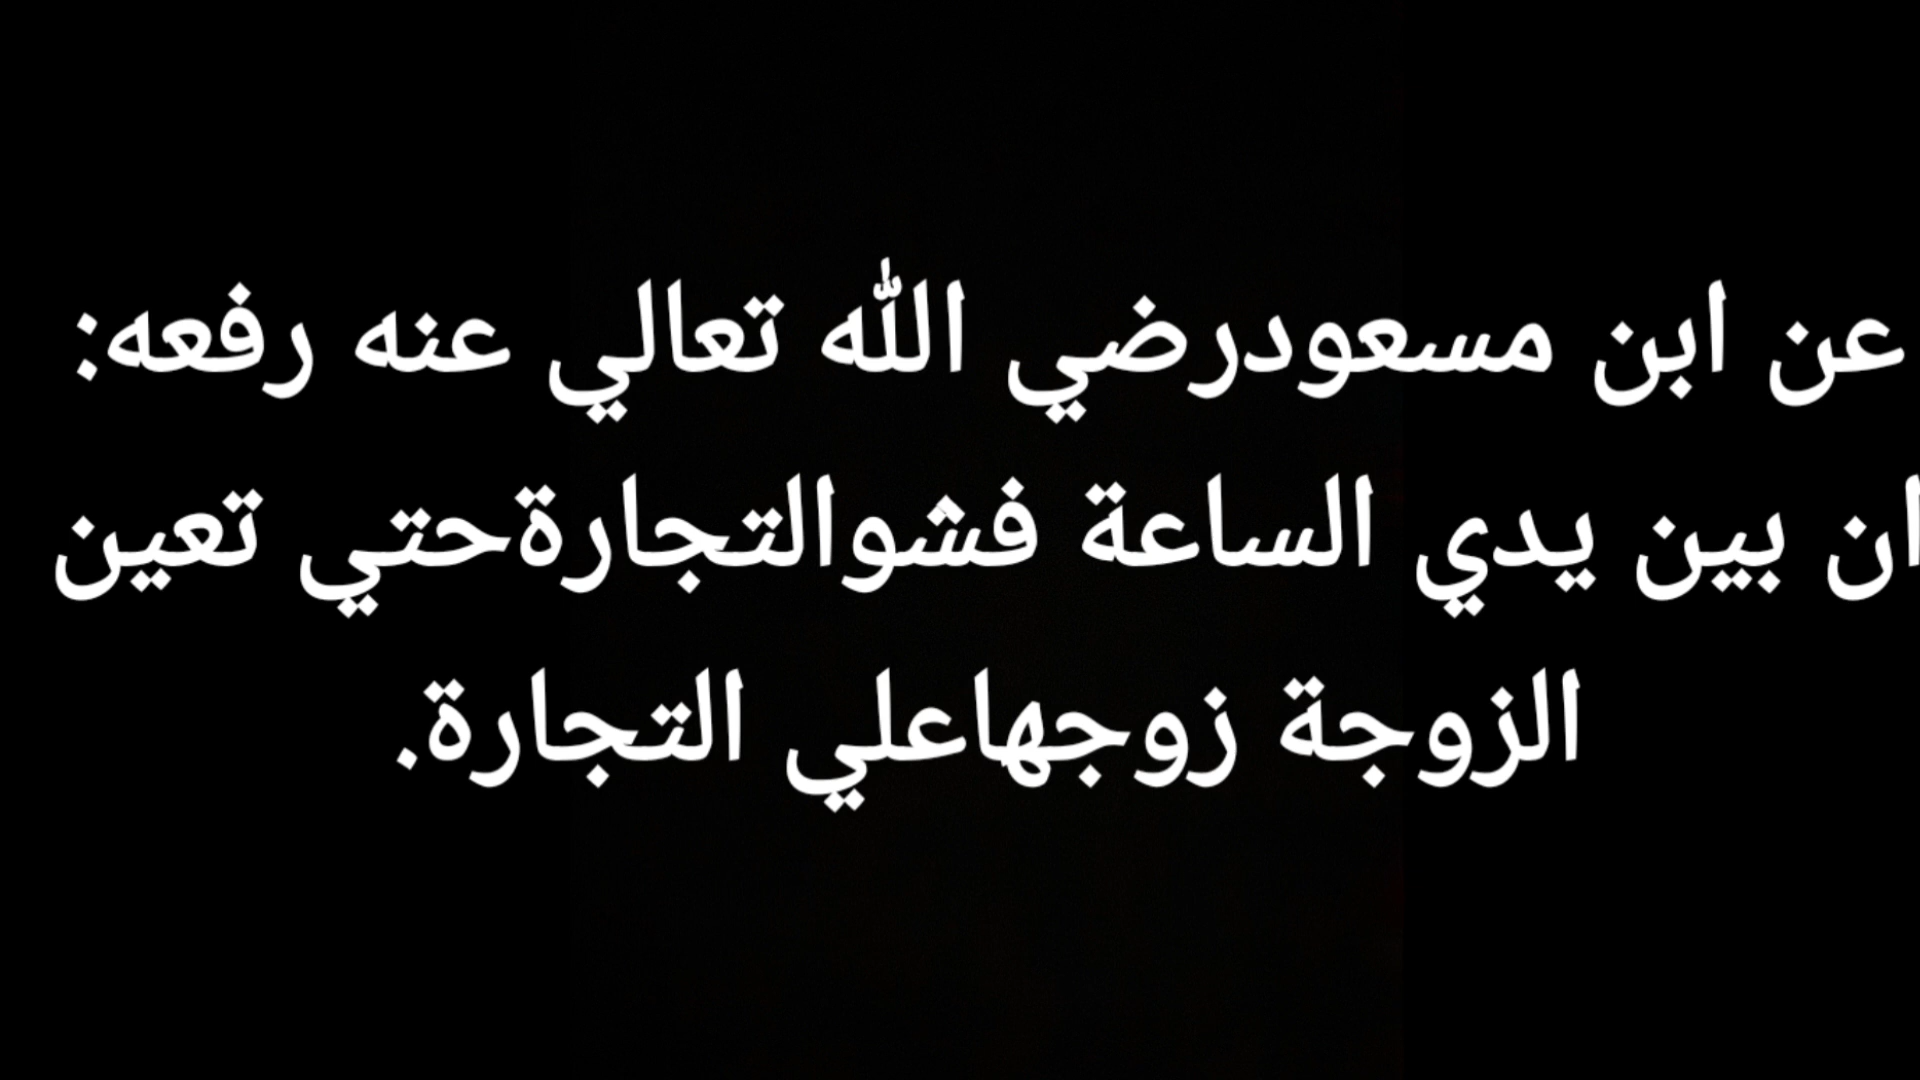 عن ابن مسعودرضي الله تعالي عنه رفعه:
ان بين يدي الساعة فشوالتجارةحتي تعين
الزوجة زوجهاعلي التجارة.